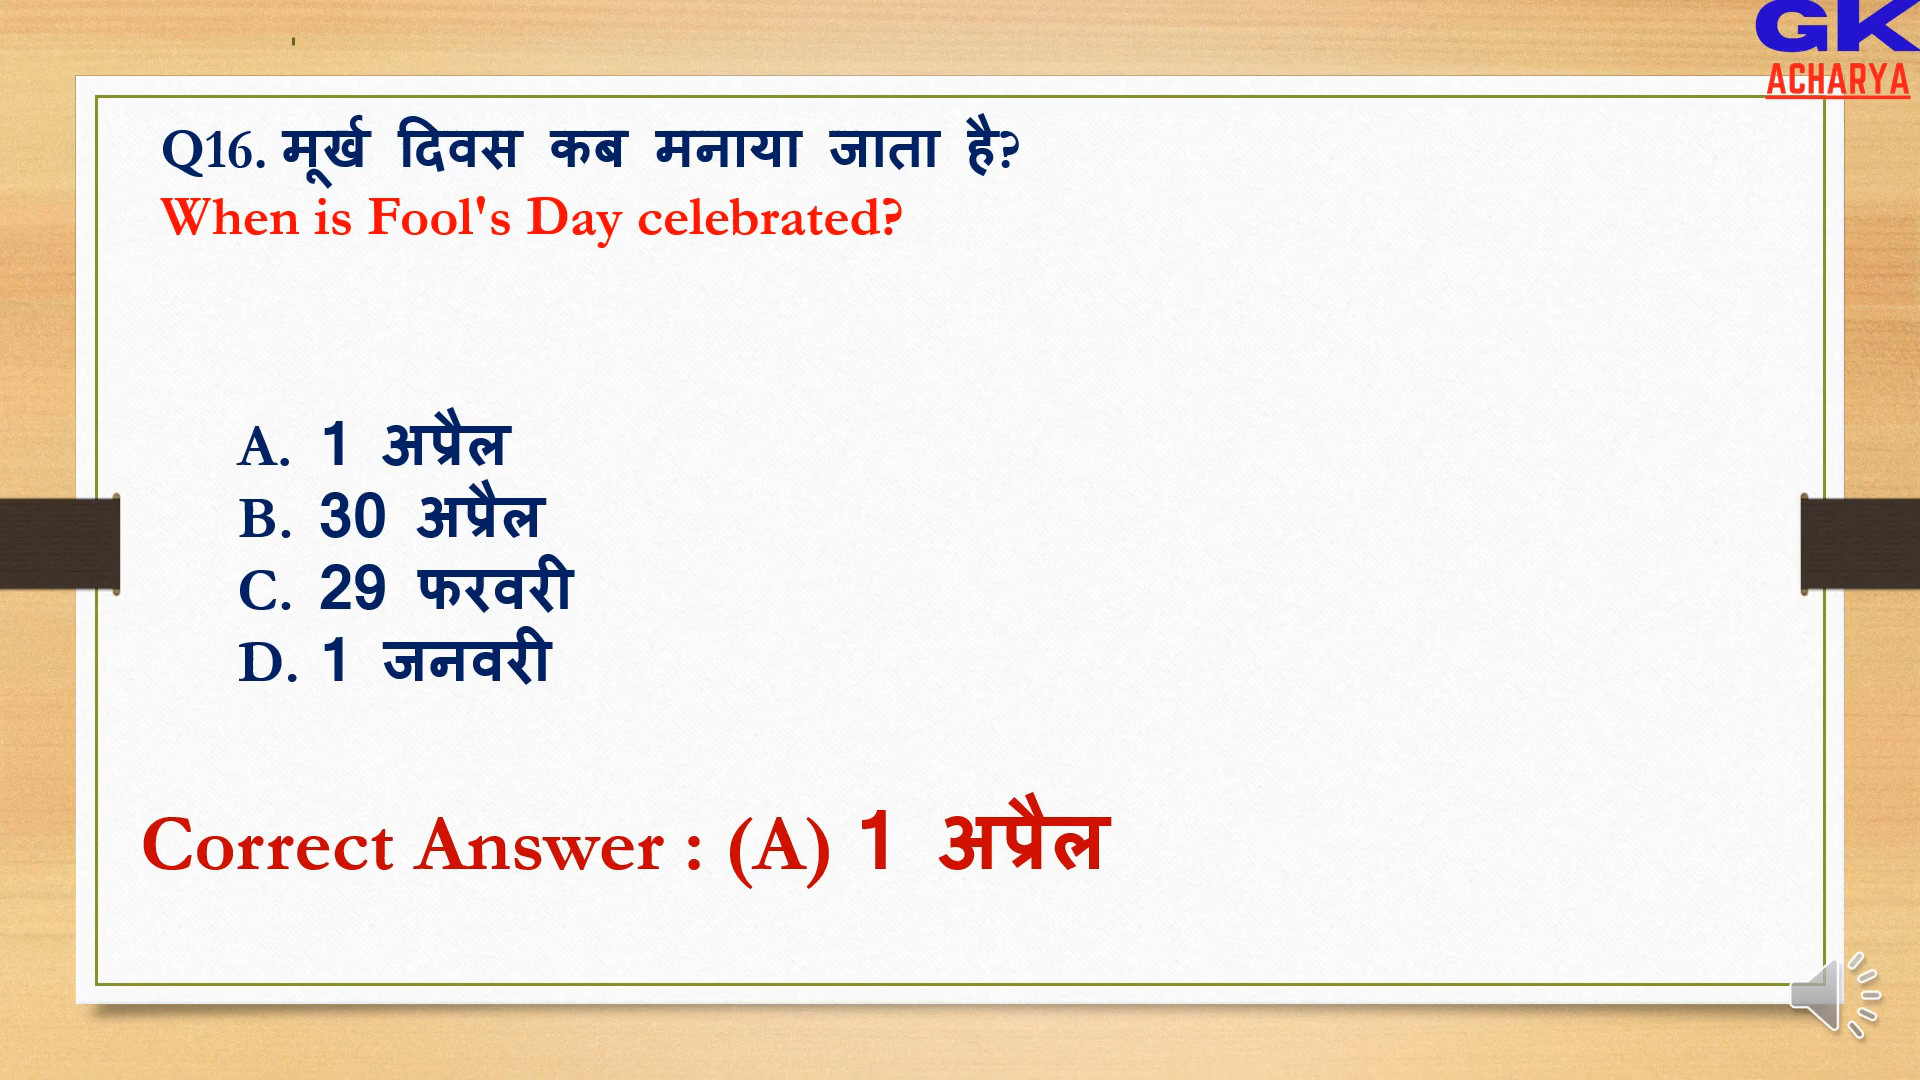 GK
ACHARYA
Q16. मूर्ख दिवस कब मनाया जाता है?
When is Fool's Day celebrated?
A. 1 अप्रैल
B. 30 अप्रैल
C. 29 फरवरी
D. 1 जनवरी
Correct Answer : (A) 1 अप्रैल